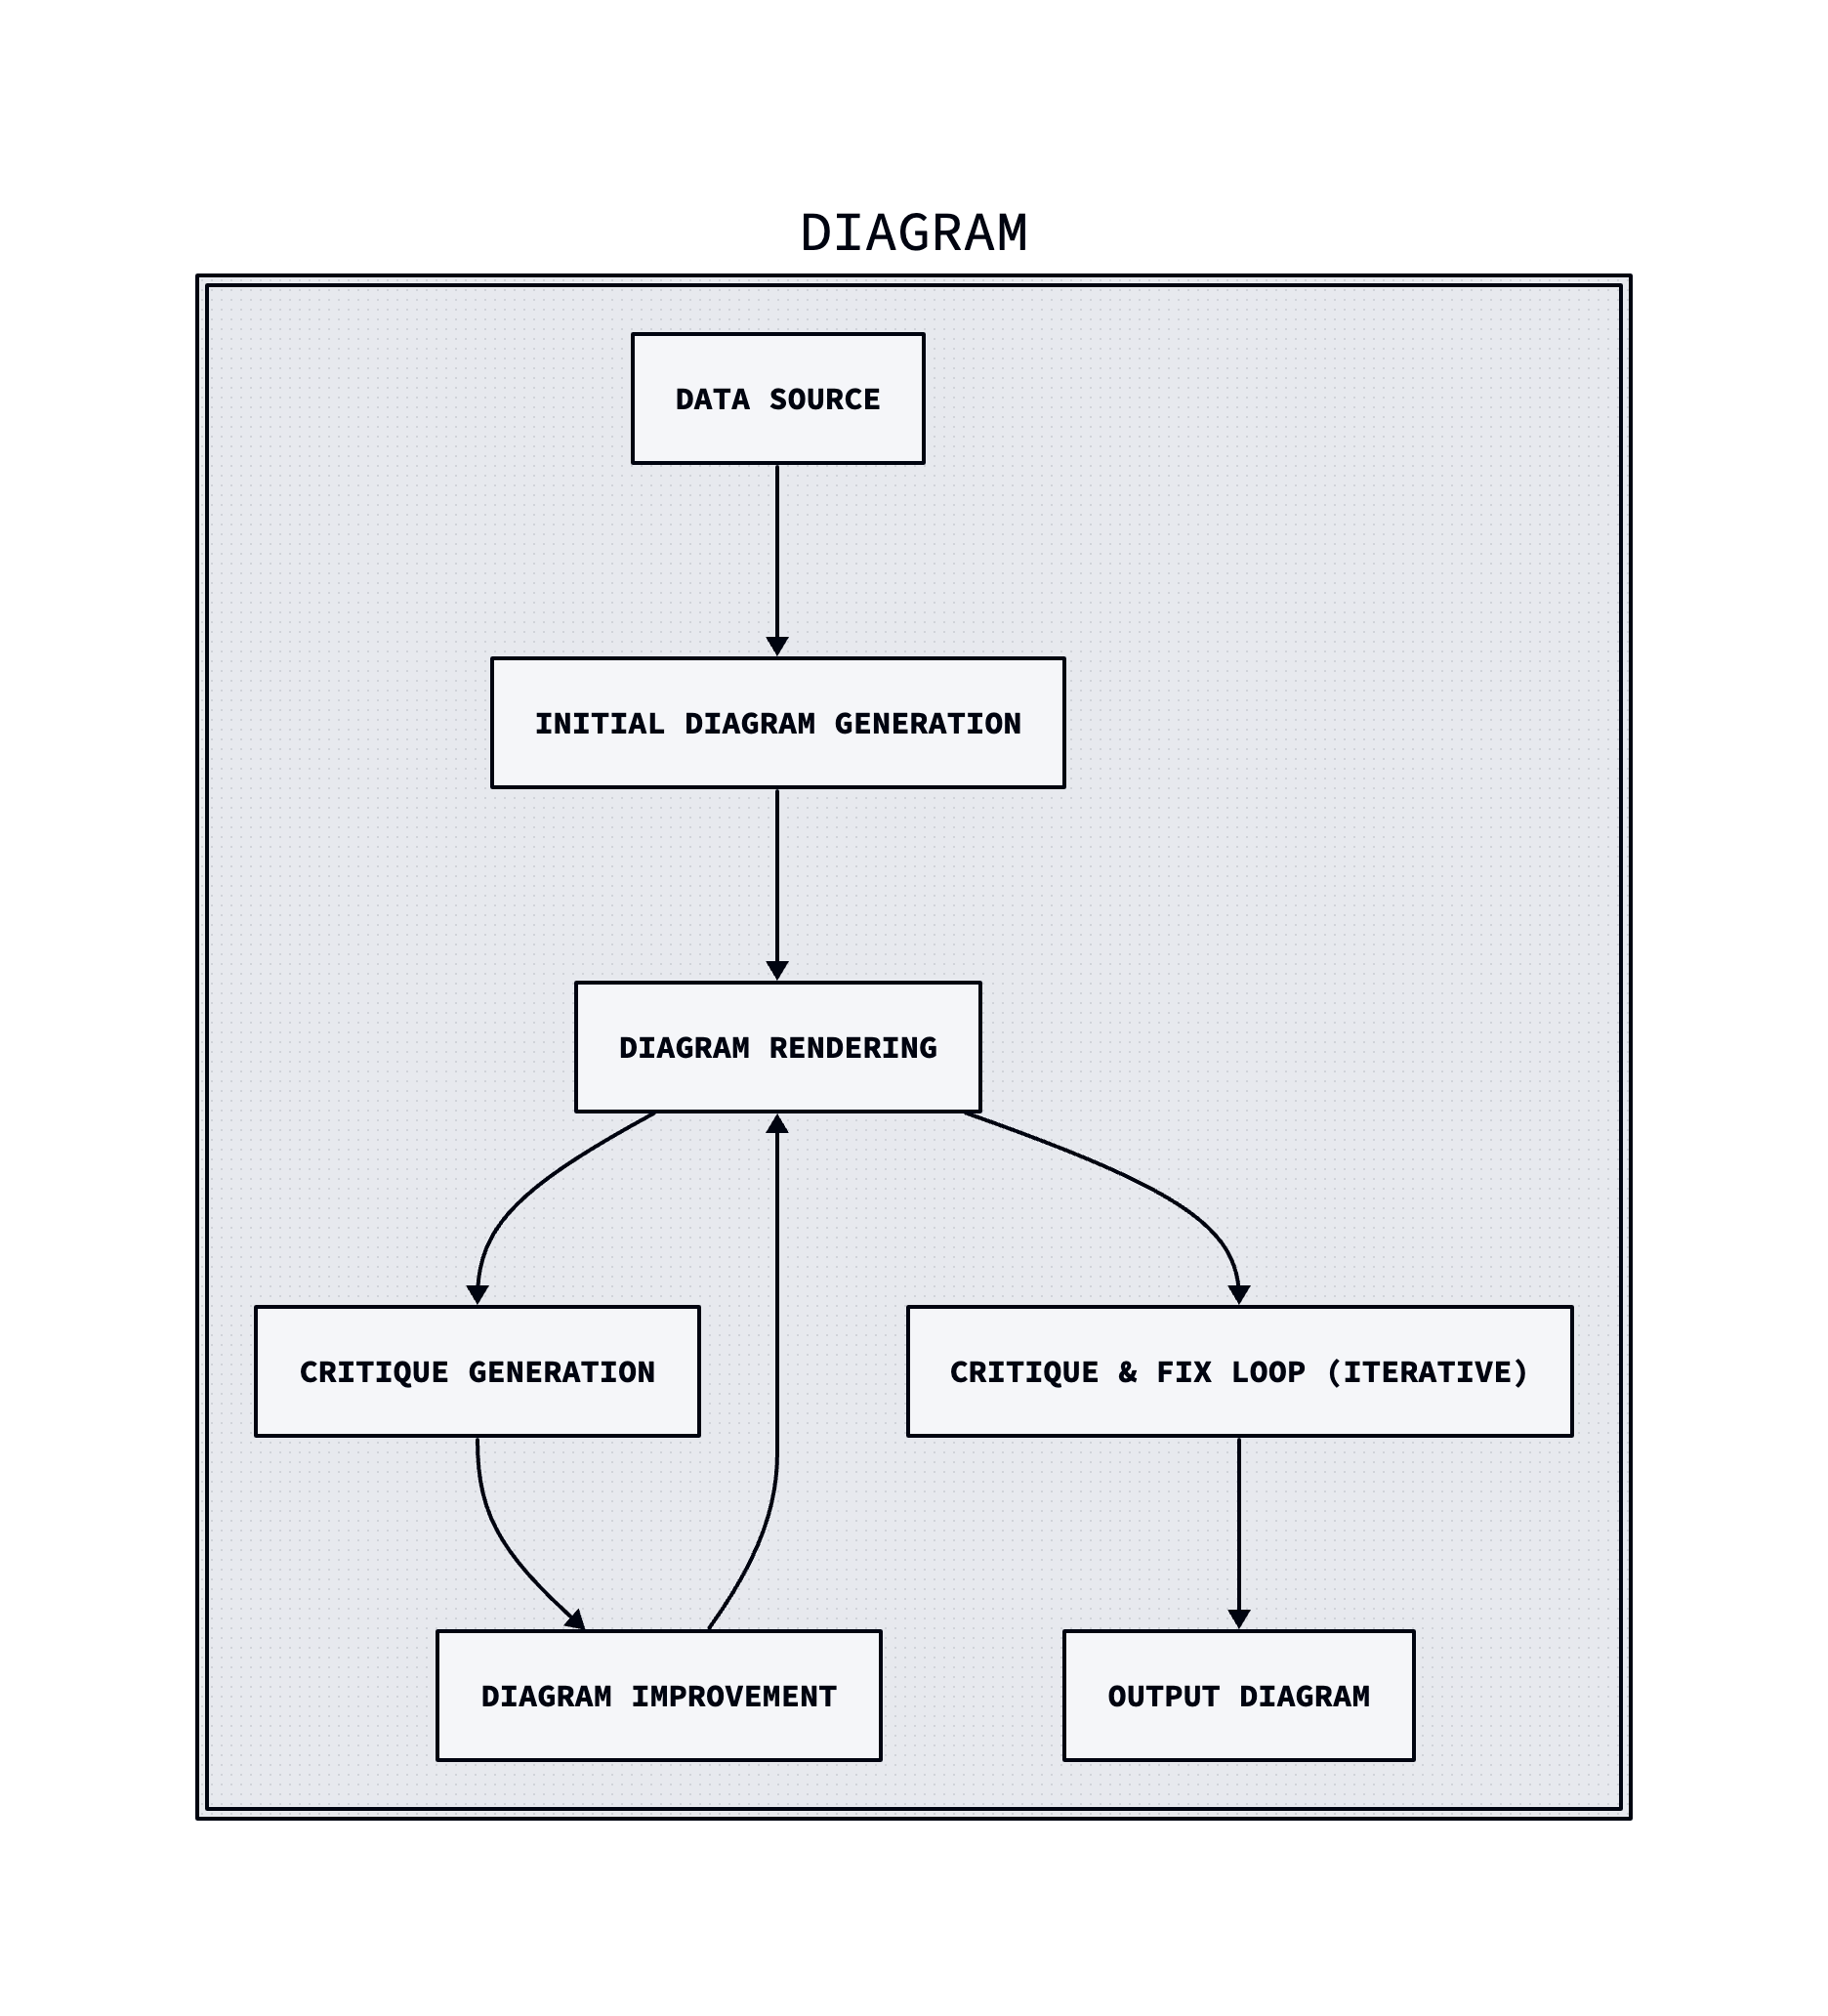 DIAGRAM
DATA SOURCE
INITIAL DIAGRAM GENERATION
DIAGRAM RENDERING
CRITIQUE GENERATION
CRITIQUE & FIX LOOP (ITERATIVE)
DIAGRAM IMPROVEMENT
OUTPUT DIAGRAM